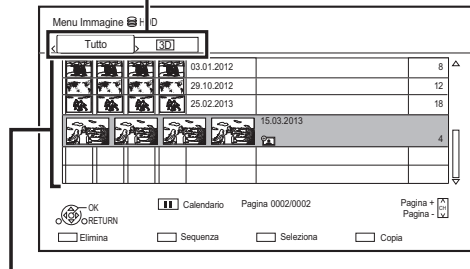 Menu Immagine HDD
Tutto 3D
03.01.2012 8
29.10.2012 12
25.02.2013 18
15.03.2013
4
OK
RETURN
Calendario Pagina 0002/0002 Pagina + CH
Pagina -
Elimina Sequenza Seleziona Copia